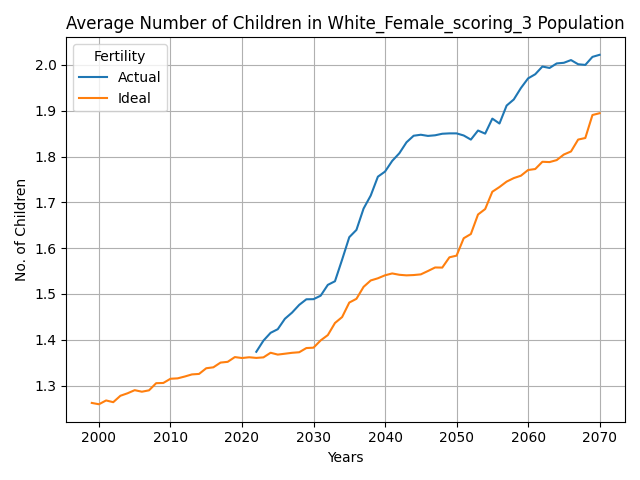 Average Number of Children in White_Female_scoring_3 Population
Fertility
Actual
Ideal
No. of Children
2.0
1.9
1.8
1.7
1.6
1.5
1.4
1.3
2000 2010 2020 2030 2040 2050 2060 2070
Years